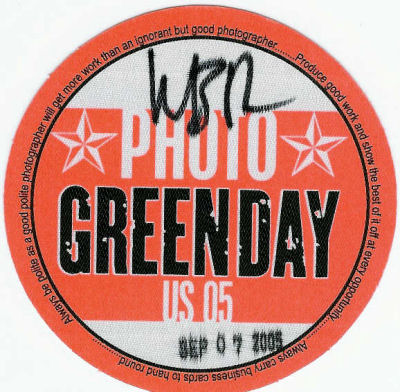 Always be polite as a good polite photographer will get more work than an ignorant but good photographer....... Produce good work and show the best of it off at every opportunity..............
Always carry business cards to hand round..............
WBR
PHOTO
GREEN DAY
US 05
SEP 07 2005